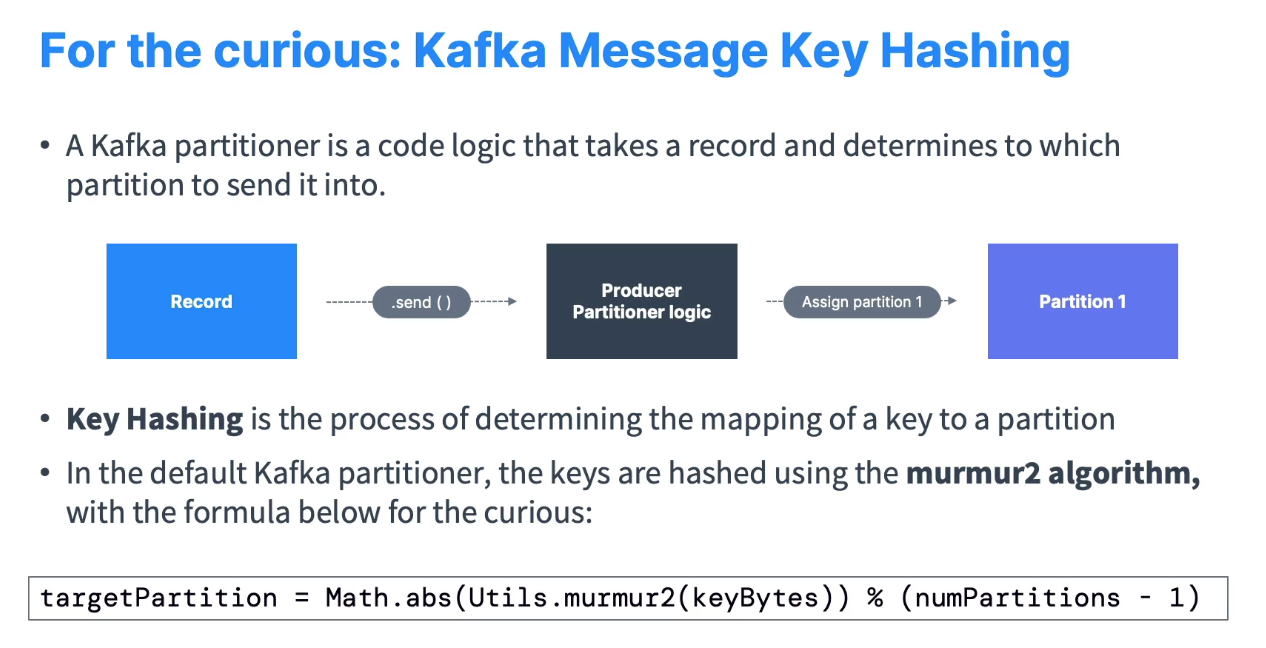 For the curious: Kafka Message Key Hashing
• A Kafka partitioner is a code logic that takes a record and determines to which
partition to send it into.
Record
.send ( )
Producer
Partitioner logic
Assign partition 1
Partition 1
• Key Hashing is the process of determining the mapping of a key to a partition
• In the default Kafka partitioner, the keys are hashed using the murmur2 algorithm,
with the formula below for the curious:
targetPartition = Math.abs(Utils.murmur2(keyBytes)) % (numPartitions - 1)